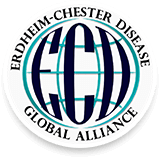 ERDHEIM-CHESTER DISEASE
ECD
GLOBAL ALLIANCE